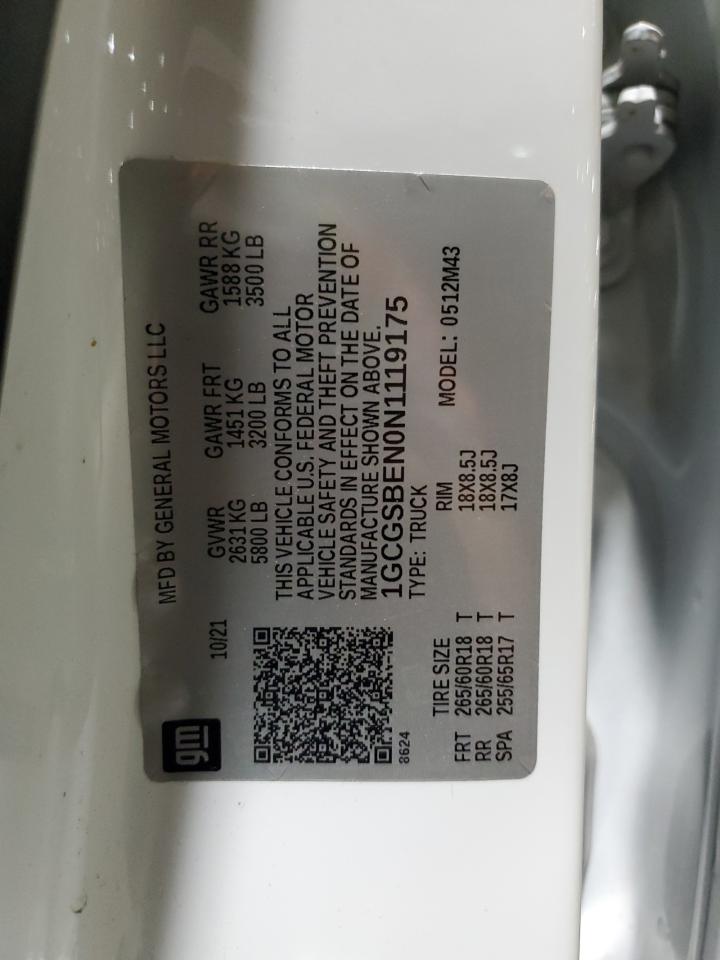 gm
MFD BY GENERAL MOTORS LLC
10/21
GVWR GAWR FRT GAWR RR
2631 KG 1451 KG 1588 KG
5800 LB 3200 LB 3500 LB
THIS VEHICLE CONFORMS TO ALL
APPLICABLE U.S. FEDERAL MOTOR
VEHICLE SAFETY AND THEFT PREVENTION
STANDARDS IN EFFECT ON THE DATE OF
MANUFACTURE SHOWN ABOVE.
1GCGSBEN0N1119175
8624
TYPE: TRUCK
TIRE SIZE RIM MODEL: 0512M43
FRT 265/60R18 T 18X8.5J
RR 265/60R18 T 18X8.5J
SPA 255/65R17 T 17X8J